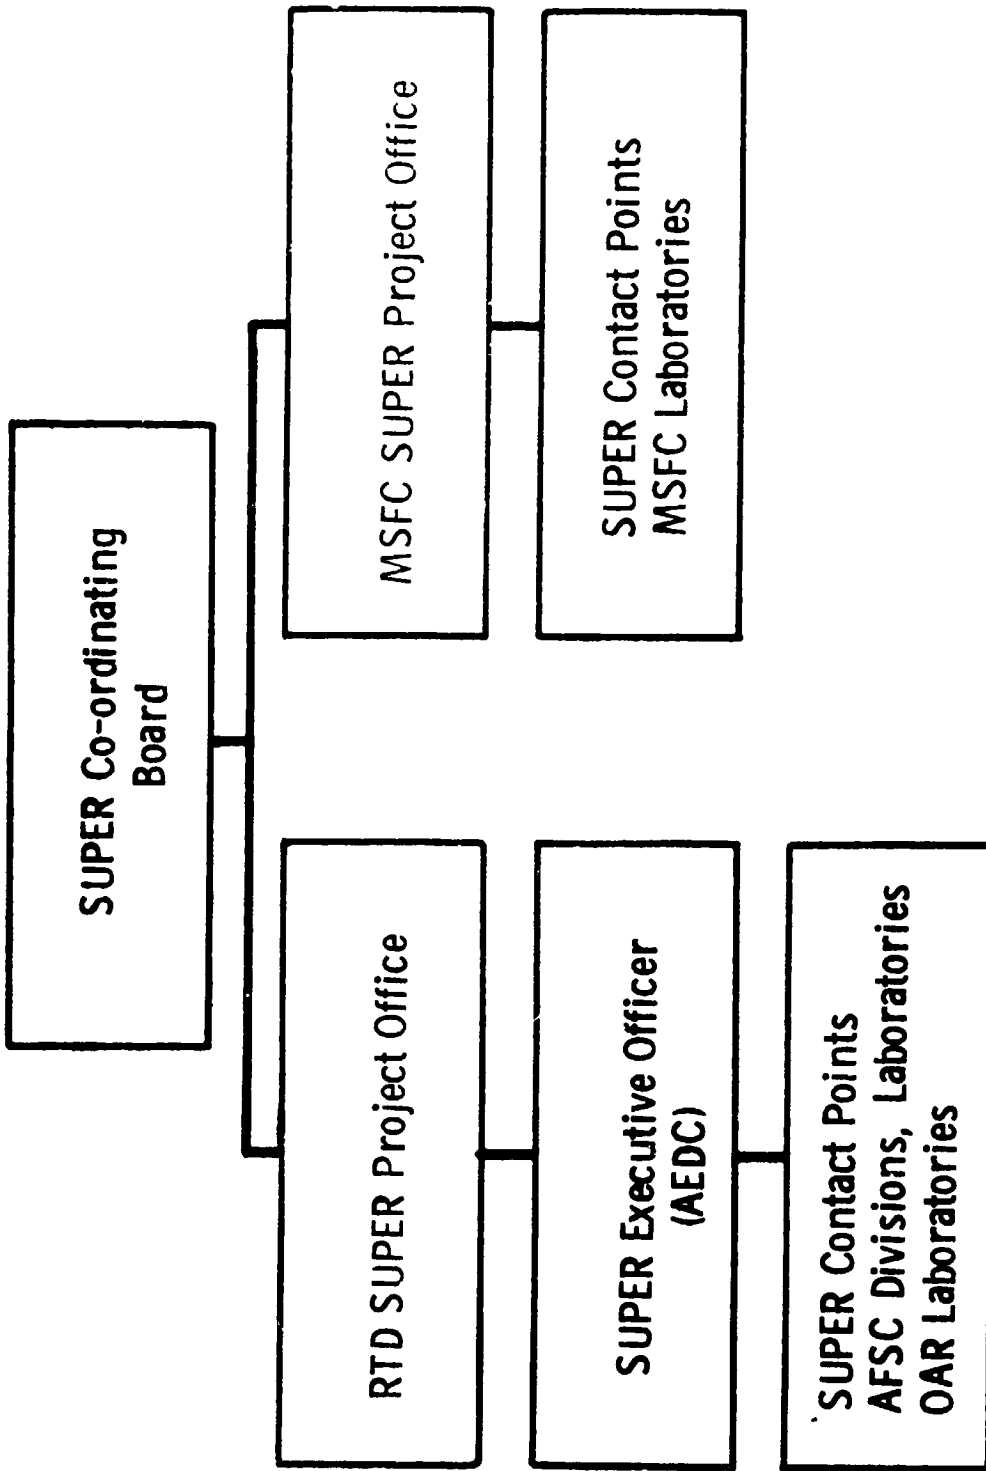 SUPER Co-ordinating
Board
RTD SUPER Project Office
MSFC SUPER Project Office
SUPER Executive Officer
(AEDC)
SUPER Contact Points
MSFC Laboratories
SUPER Contact Points
AFSC Divisions, Laboratories
OAR Laboratories